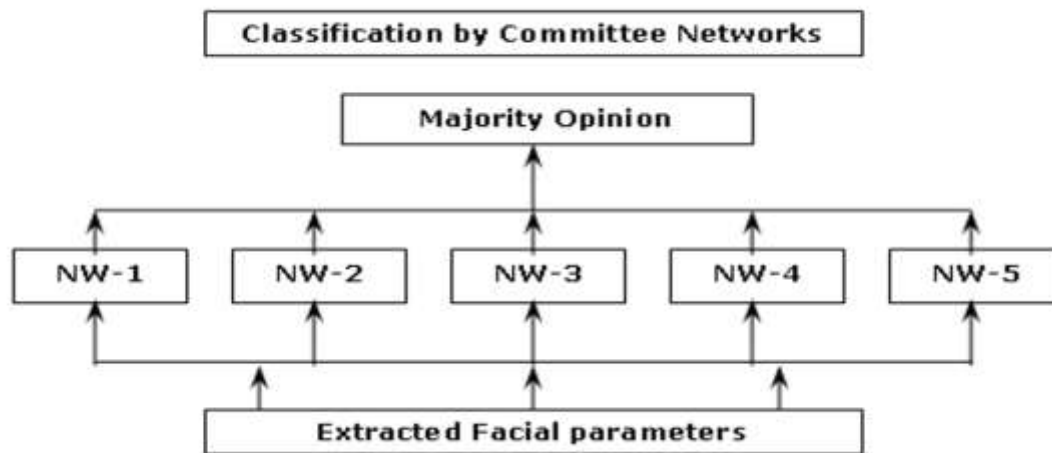 Classification by Committee Networks
Majority Opinion
NW-1 NW-2 NW-3 NW-4 NW-5
Extracted Facial parameters